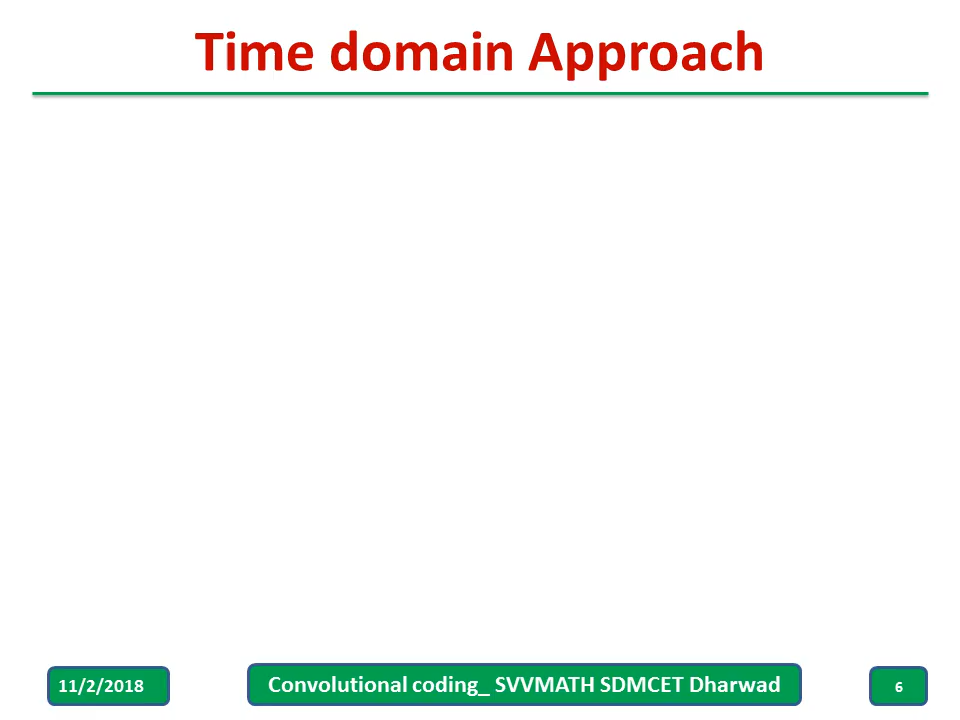 Time domain Approach
11/2/2018
Convolutional coding_ SVVMATH SDMCET Dharwad
6